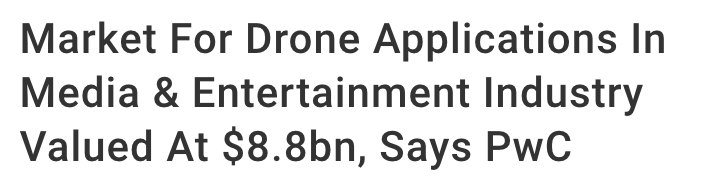 Market For Drone Applications In
Media & Entertainment Industry
Valued At $8.8bn, Says PwC